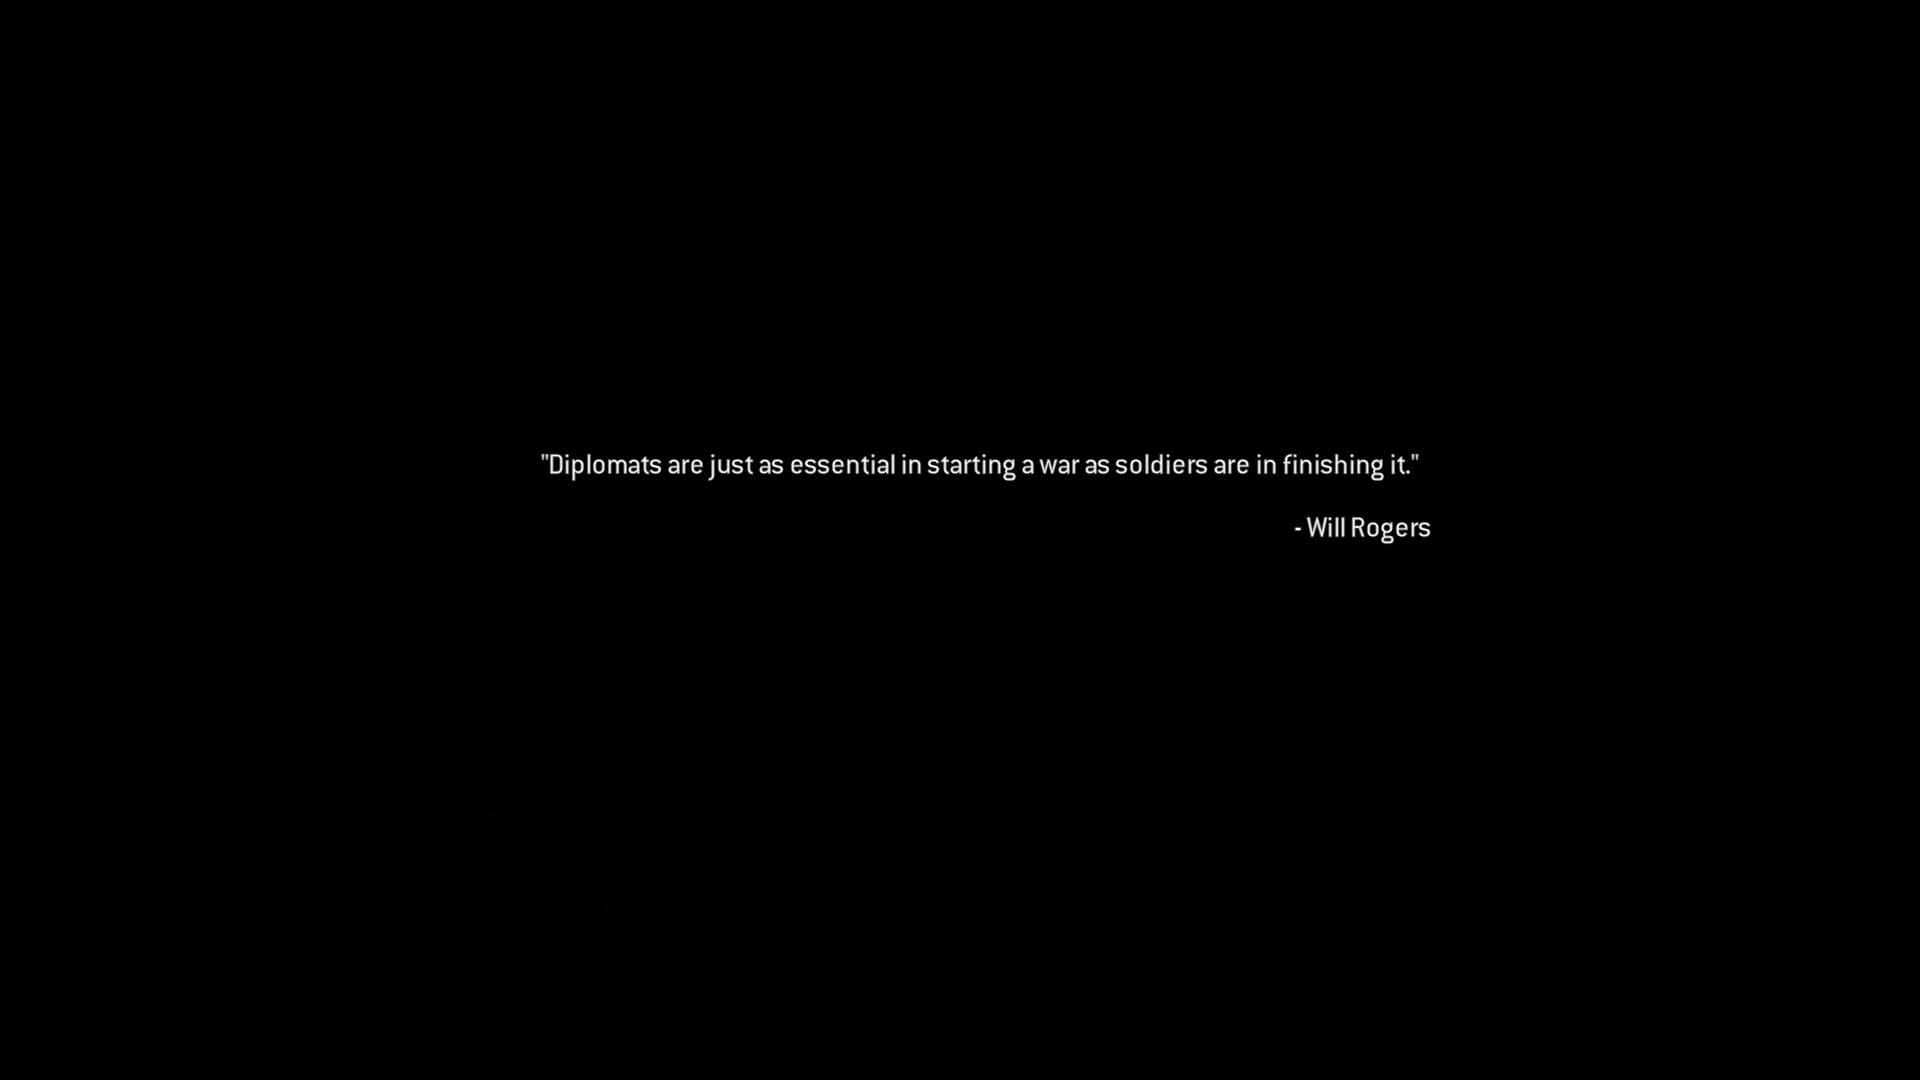 "Diplomats are just as essential in starting a war as soldiers are in finishing it."
- Will Rogers